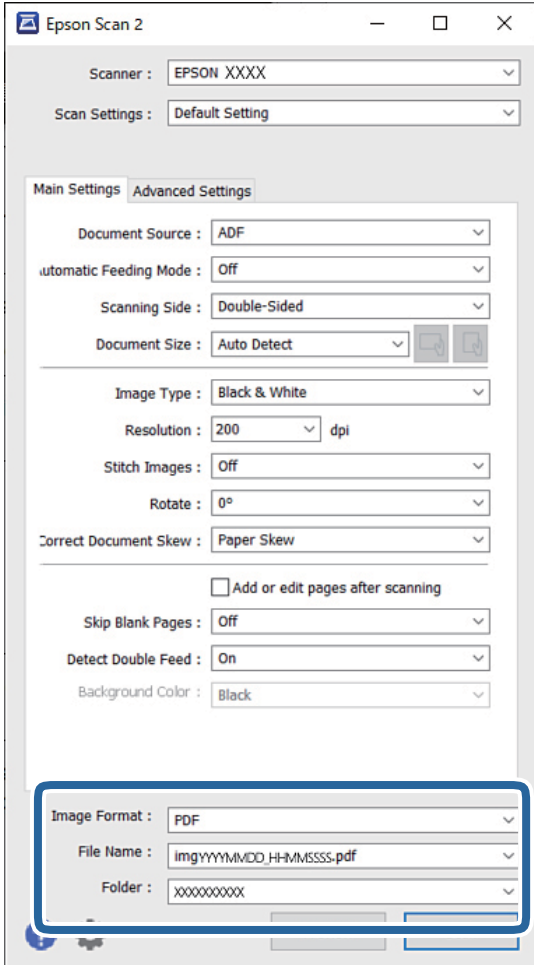 Epson Scan 2
Scanner : EPSON XXXX
Scan Settings : Default Setting
Main Settings Advanced Settings
Document Source : ADF
utomatic Feeding Mode : Off
Scanning Side : Double-Sided
Document Size : Auto Detect
Image Type : Black & White
Resolution : 200 dpi
Stitch Images : Off
Rotate : 0°
Correct Document Skew : Paper Skew
Add or edit pages after scanning
Skip Blank Pages : Off
Detect Double Feed : On
Background Color : Black
Image Format : PDF
File Name : imgYYYYMMDD_HHMMSSSS.pdf
Folder : XXXXXXXXXX